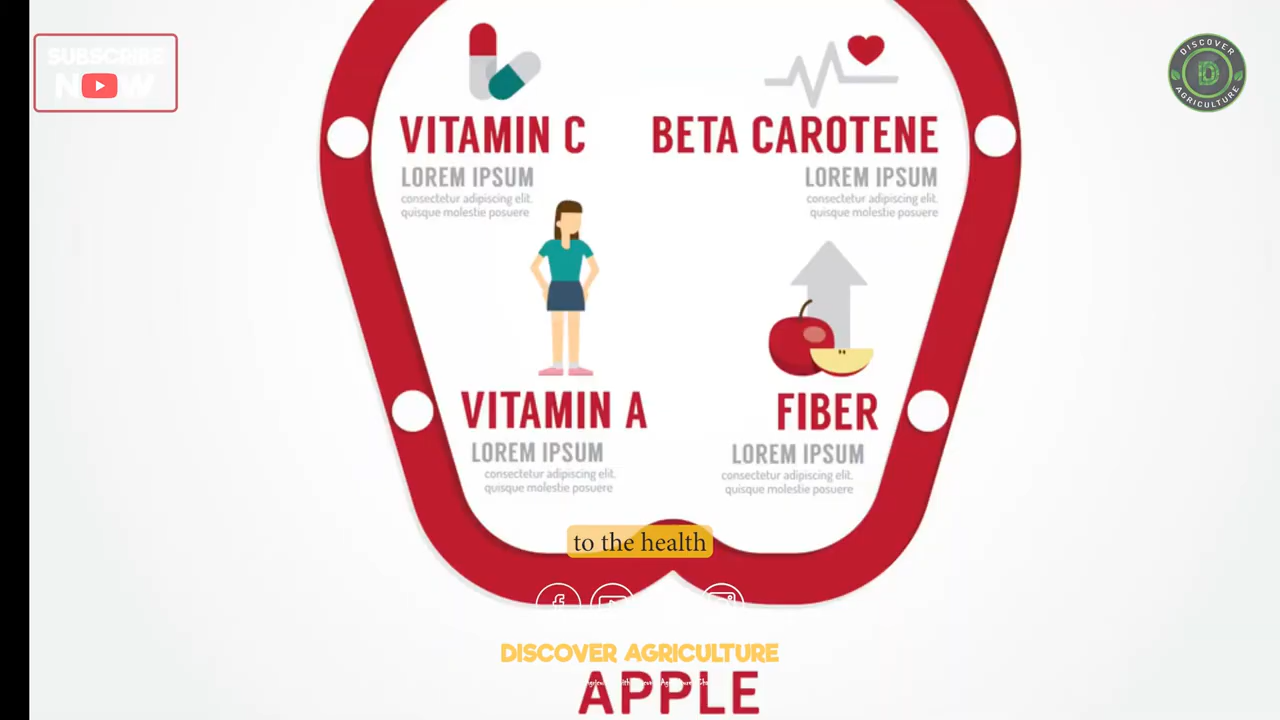 SUBSCRIBE
NOW
DISCOVER
D
AGRICULTURE
VITAMIN C
LOREM IPSUM
consectetur adipiscing elit.
quisque molestie posuere
BETA CAROTENE
LOREM IPSUM
consectetur adipiscing elit.
quisque molestie posuere
VITAMIN A
LOREM IPSUM
consectetur adipiscing elit.
quisque molestie posuere
FIBER
LOREM IPSUM
consectetur adipiscing elit.
quisque molestie posuere
to the health
DISCOVER AGRICULTURE
APPLE